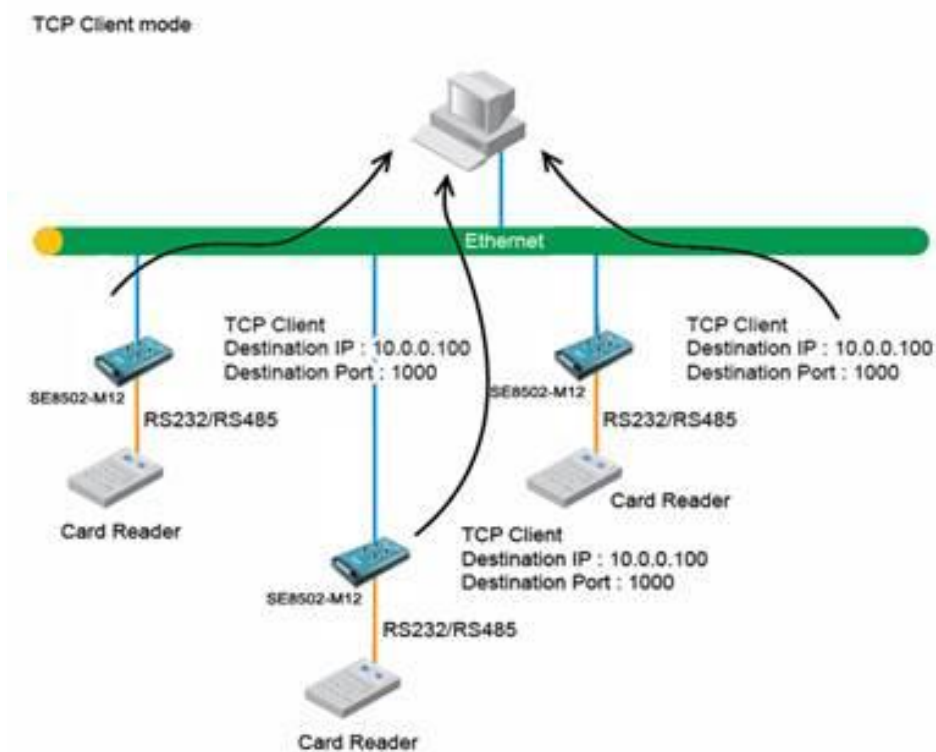 TCP Client mode
Ethernet
TCP Client
Destination IP : 10.0.0.100
Destination Port : 1000
SE8502-M12
RS232/RS485
Card Reader
TCP Client
Destination IP : 10.0.0.100
Destination Port : 1000
SE8502-M12
RS232/RS485
Card Reader
TCP Client
Destination IP : 10.0.0.100
Destination Port : 1000
SE8502-M12
RS232/RS485
Card Reader